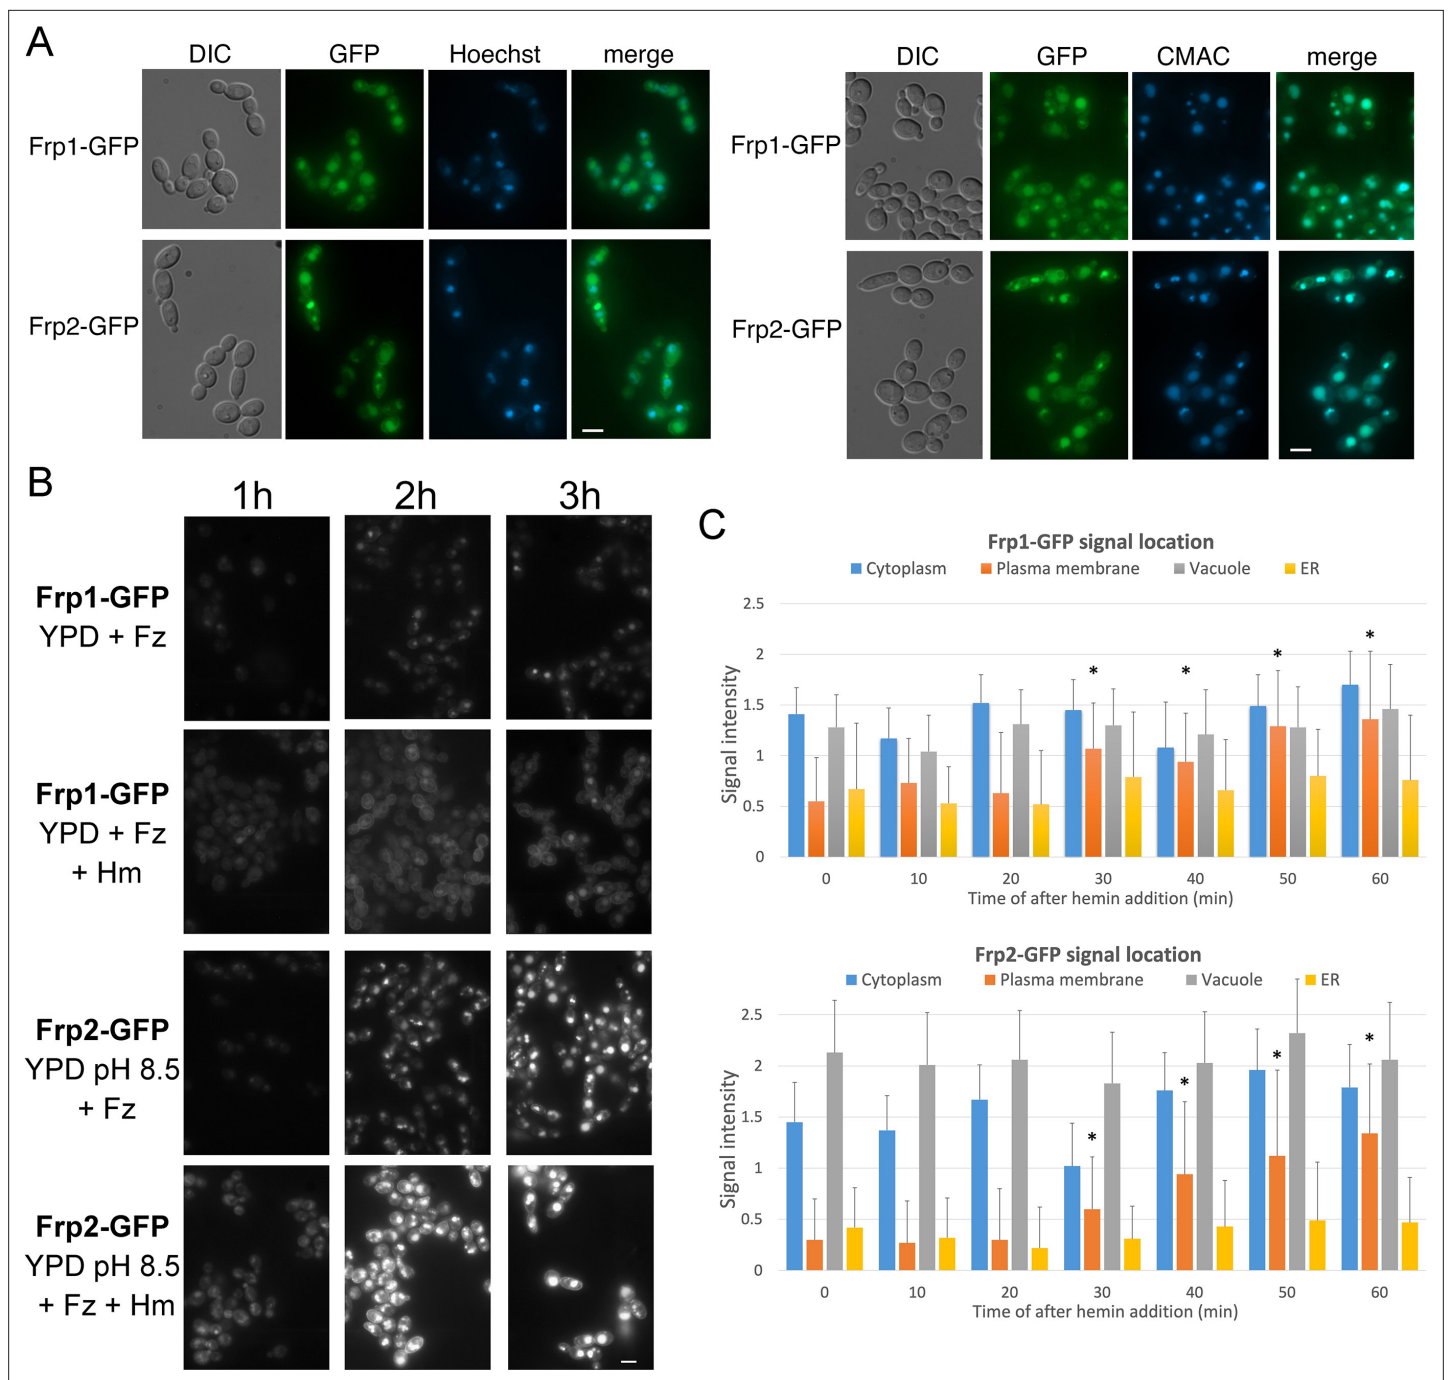 A
DIC GFP Hoechst merge
Frp1-GFP
Frp2-GFP
DIC GFP CMAC merge
Frp1-GFP
Frp2-GFP
B
1h 2h 3h
Frp1-GFP
YPD + Fz
Frp1-GFP
YPD + Fz
+ Hm
Frp2-GFP
YPD pH 8.5
+ Fz
Frp2-GFP
YPD pH 8.5
+ Fz + Hm
C
Frp1-GFP signal location
Cytoplasm Plasma membrane Vacuole ER
Signal intensity
2.5
2
1.5
1
0.5
0
* * * *
0 10 20 30 40 50 60
Time of after hemin addition (min)
Frp2-GFP signal location
Cytoplasm Plasma membrane Vacuole ER
Signal intensity
2.5
2
1.5
1
0.5
0
* * * *
0 10 20 30 40 50 60
Time of after hemin addition (min)